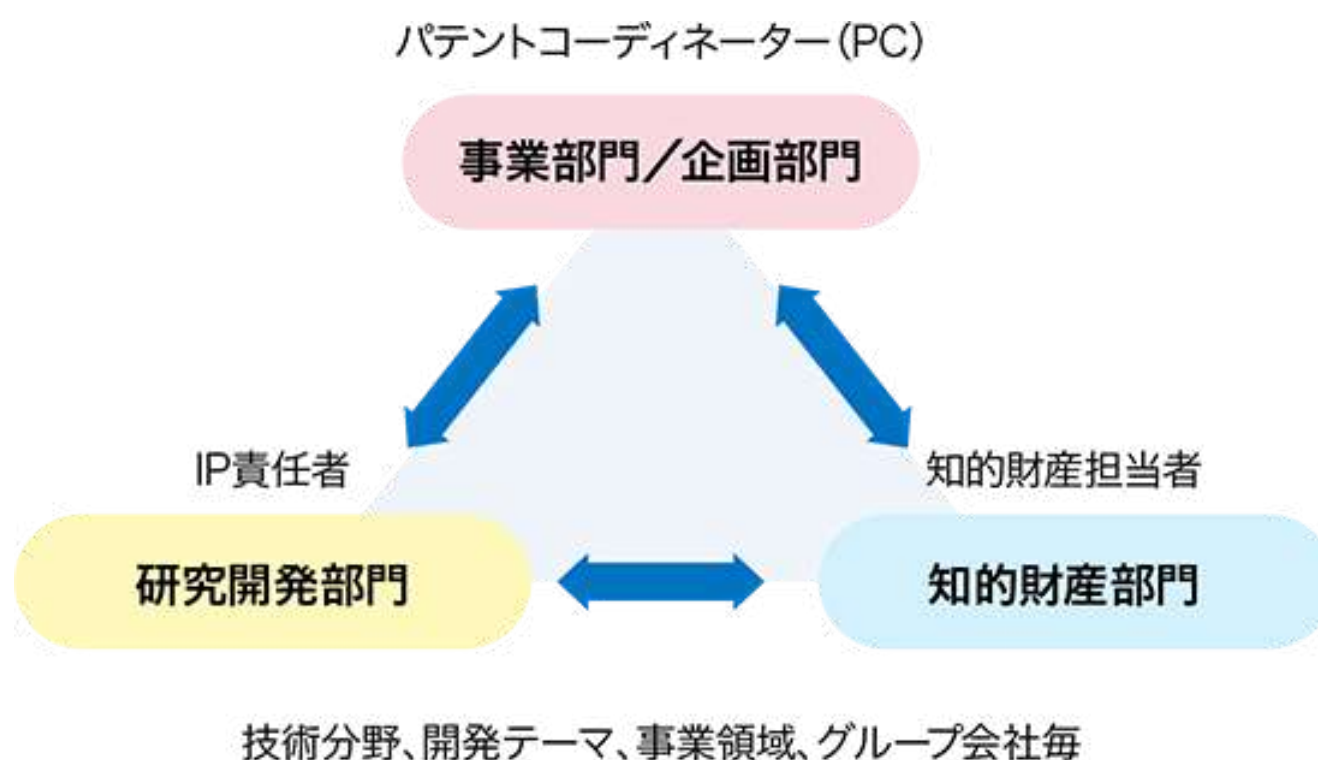 パテントコーディネーター(PC)
事業部門／企画部門
IP責任者
知的財産担当者
研究開発部門
知的財産部門
技術分野、開発テーマ、事業領域、グループ会社毎